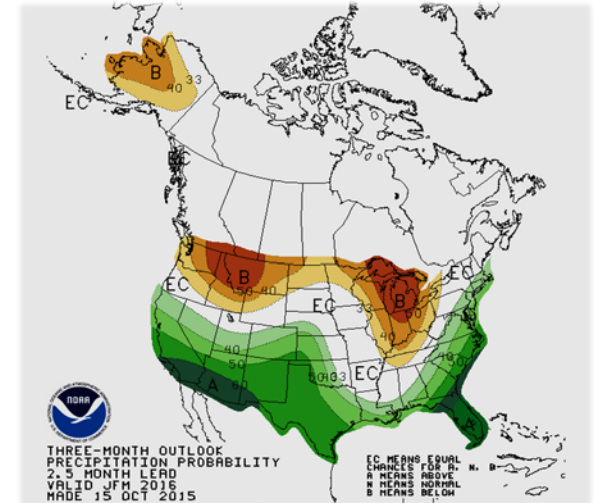 B
33
40
EC
EC
B
50 40
EC
EC
EC
33
B
50
40
40
50
60
A
50 40 33
EC
A
NOAA
THREE-MONTH OUTLOOK
PRECIPITATION PROBABILITY
2.5 MONTH LEAD
VALID JFM 2016
MADE 15 OCT 2015
EC MEANS EQUAL
CHANCES FOR A, N, B
A MEANS ABOVE
N MEANS NORMAL
B MEANS BELOW